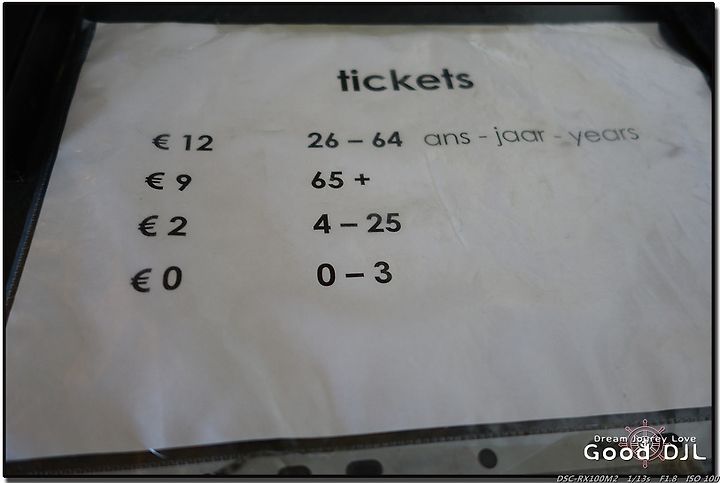 tickets
€ 12 26 – 64 ans - jaar - years
€ 9 65 +
€ 2 4 – 25
€ 0 0 – 3
Dream Jourey Love
Good DJL
DSC-RX100M2 1/13s F1.8 ISO 100